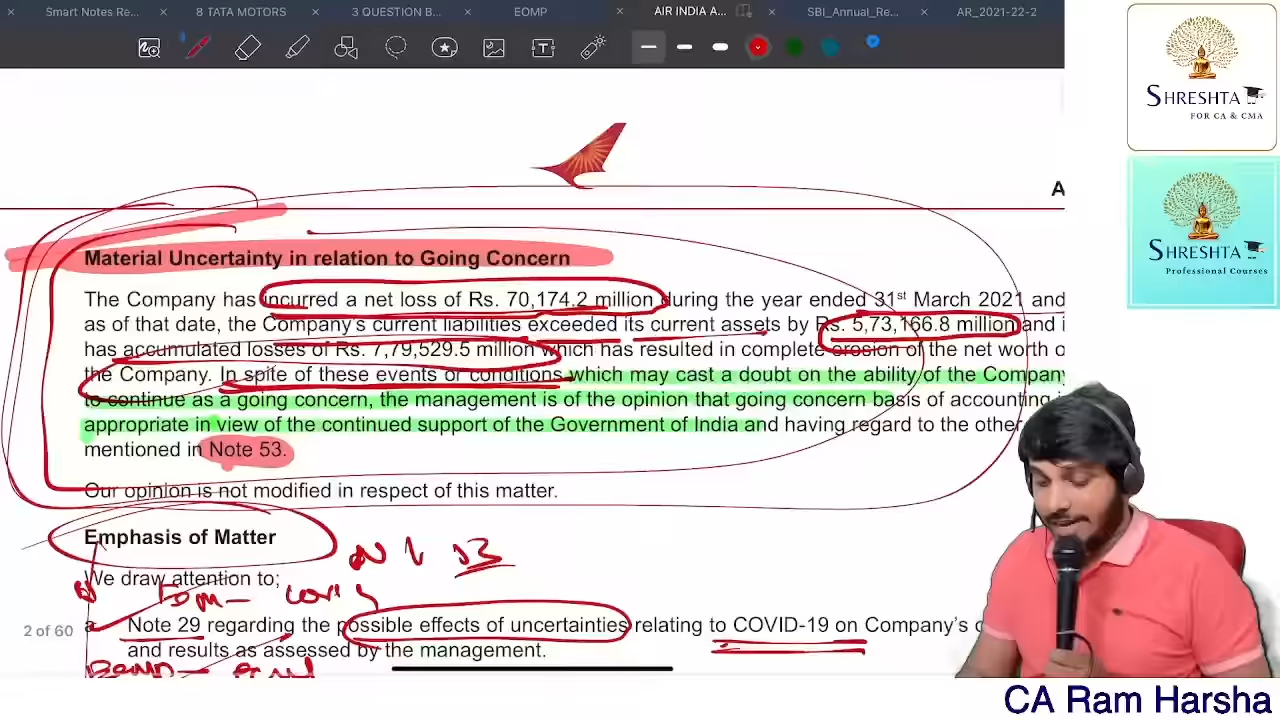 Smart Notes Re...
8 TATA MOTORS
3 QUESTION B...
EOMP
AIR INDIA A...
SBI_Annual_Re...
AR_2021-22-2
SHRESHTA
FOR CA & CMA
SHRESHTA
Professional Courses
A
Material Uncertainty in relation to Going Concern
The Company has incurred a net loss of Rs. 70,174.2 million during the year ended 31st March 2021 and
as of that date, the Company's current liabilities exceeded its current assets by Rs. 5,73,166.8 million and i
has accumulated losses of Rs. 7,79,529.5 million which has resulted in complete erosion of the net worth o
the Company. In spite of these events or conditions which may cast a doubt on the ability of the Company
to continue as a going concern, the management is of the opinion that going concern basis of accounting i
appropriate in view of the continued support of the Government of India and having regard to the other
mentioned in Note 53.
Our opinion is not modified in respect of this matter.
Emphasis of Matter
We draw attention to;
2 of 60
a. Note 29 regarding the possible effects of uncertainties relating to COVID-19 on Company's
and results as assessed by the management.
CA Ram Harsha